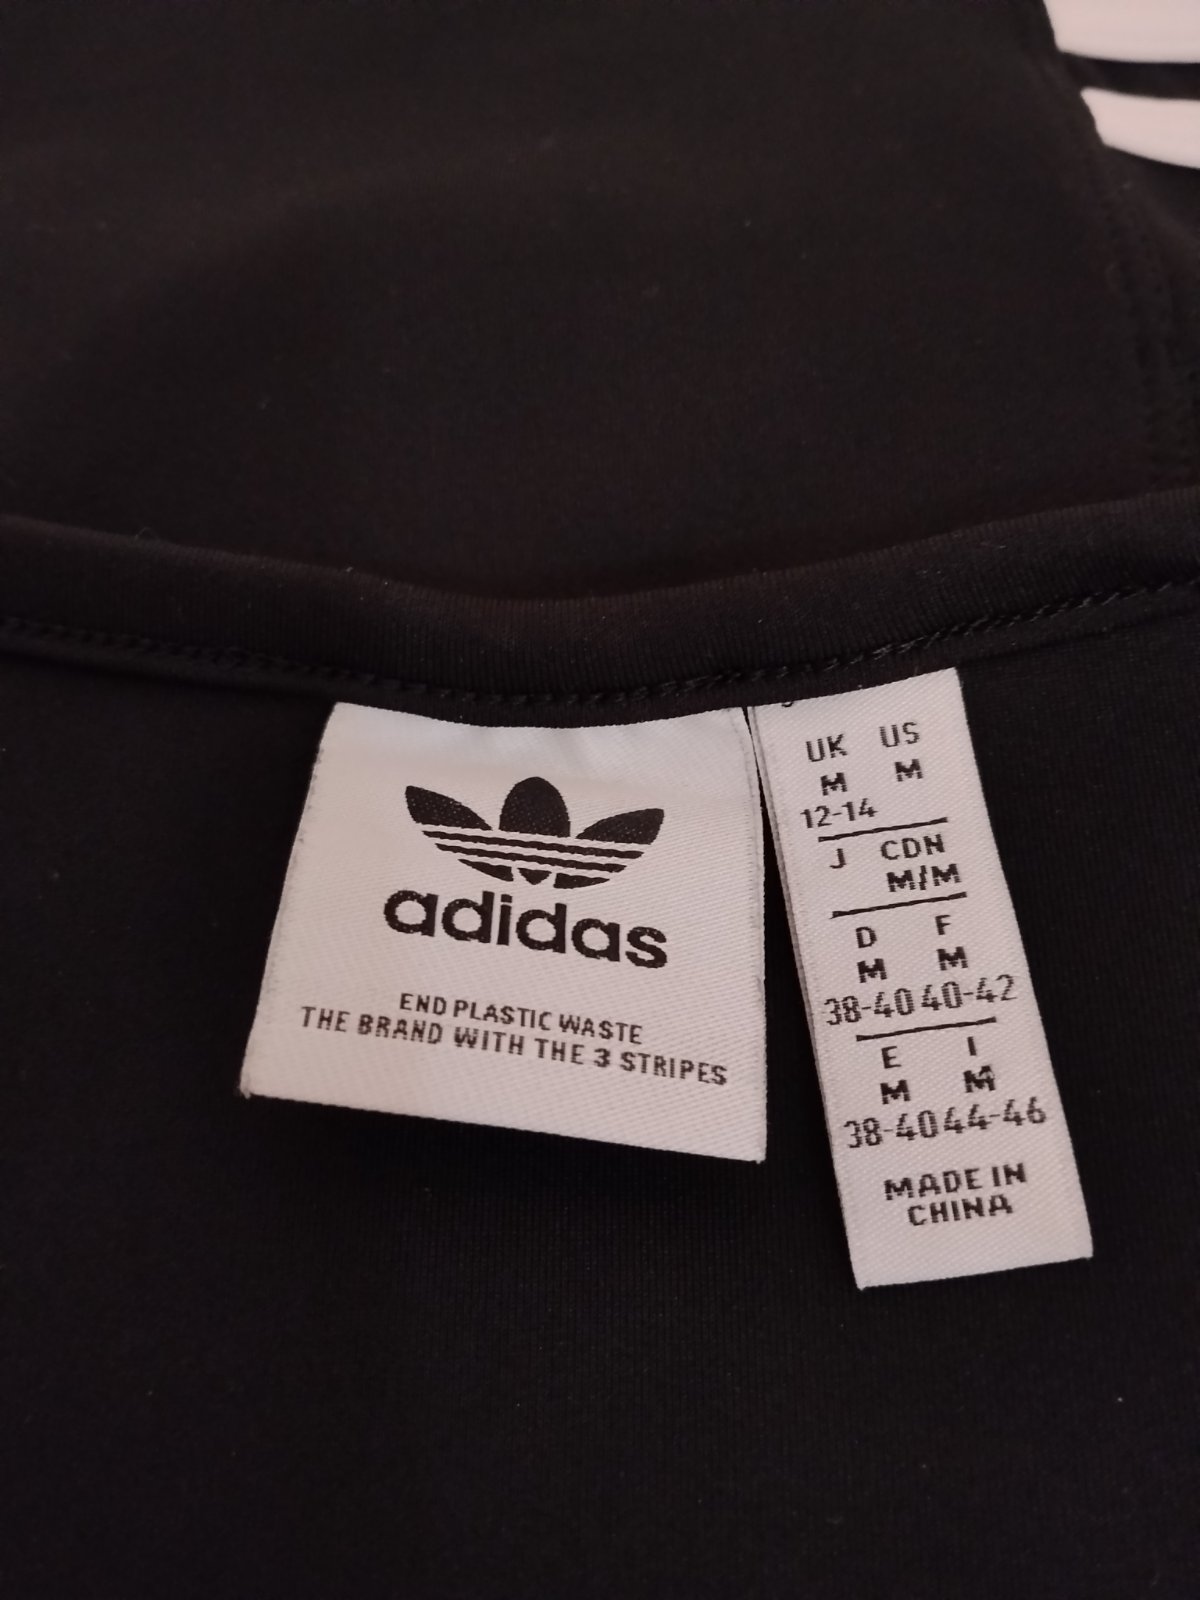 adidas
END PLASTIC WASTE
THE BRAND WITH THE 3 STRIPES
UK US
M M
12-14
J CDN
M/M
D F
M M
38-40 40-42
E I
M M
38-40 44-46
MADE IN
CHINA